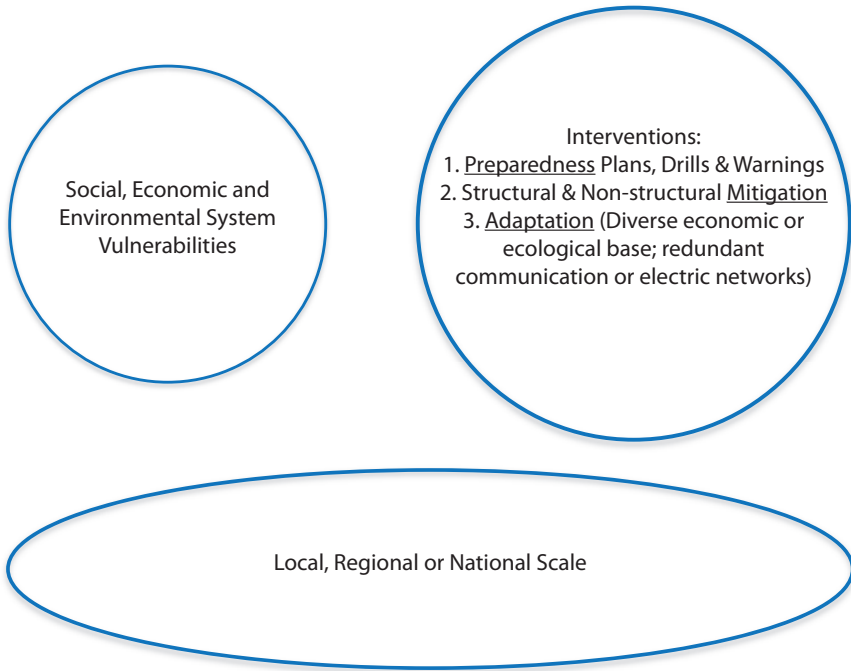 Social, Economic and
Environmental System
Vulnerabilities
Interventions:
1. Preparedness Plans, Drills & Warnings
2. Structural & Non-structural Mitigation
3. Adaptation (Diverse economic or
ecological base; redundant
communication or electric networks)
Local, Regional or National Scale